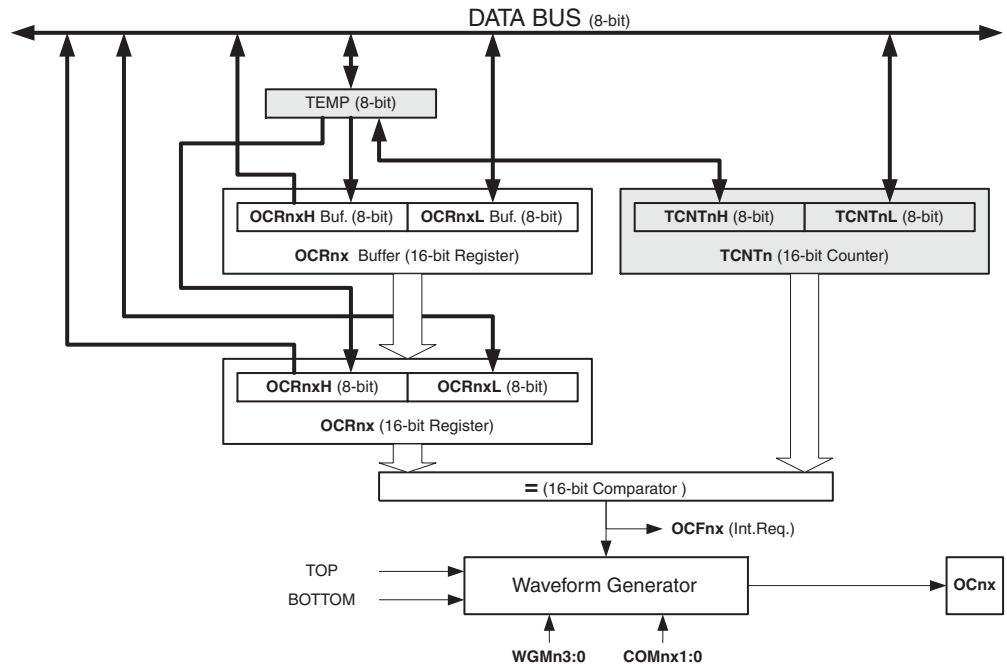 DATA BUS (8-bit)
TEMP (8-bit)
OCRnxH Buf. (8-bit) OCRnxL Buf. (8-bit)
OCRnx Buffer (16-bit Register)
TCNTnH (8-bit) TCNTnL (8-bit)
TCNTn (16-bit Counter)
OCRnxH (8-bit) OCRnxL (8-bit)
OCRnx (16-bit Register)
= (16-bit Comparator )
OCFnx (Int.Req.)
TOP
BOTTOM
Waveform Generator
OCnx
WGMn3:0 COMnx1:0